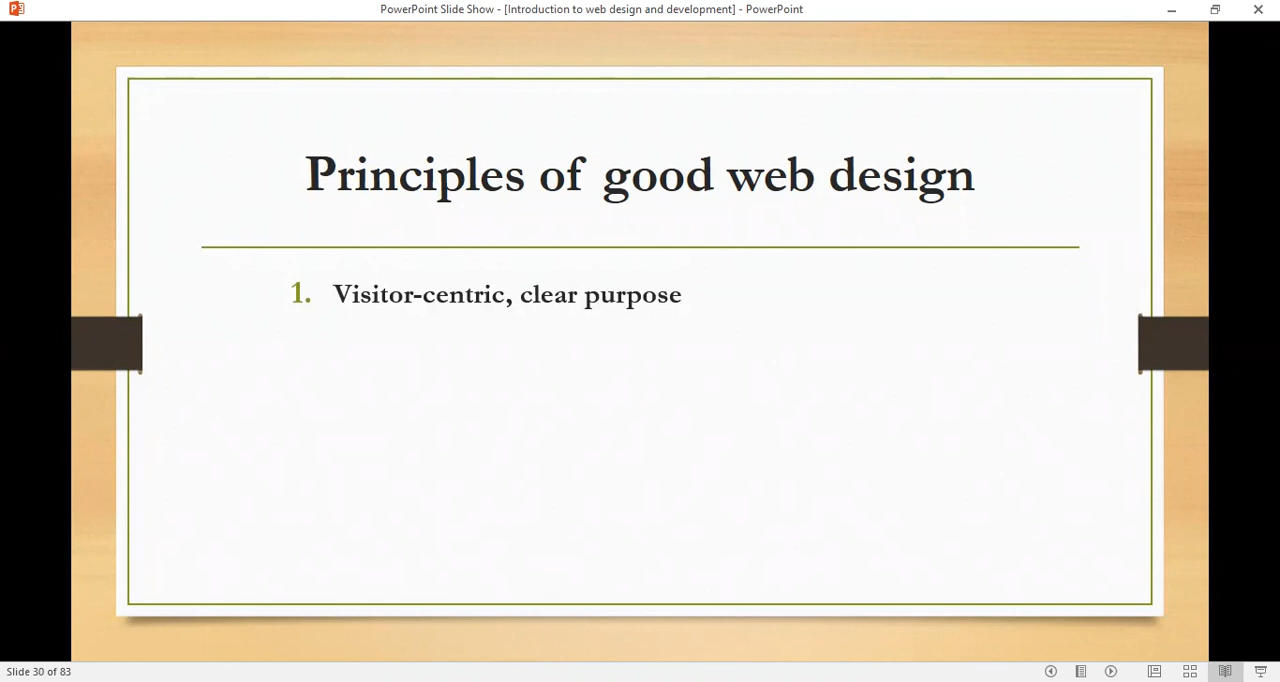 PowerPoint Slide Show - [Introduction to web design and development] - PowerPoint
Principles of good web design
1. Visitor-centric, clear purpose
Slide 30 of 83